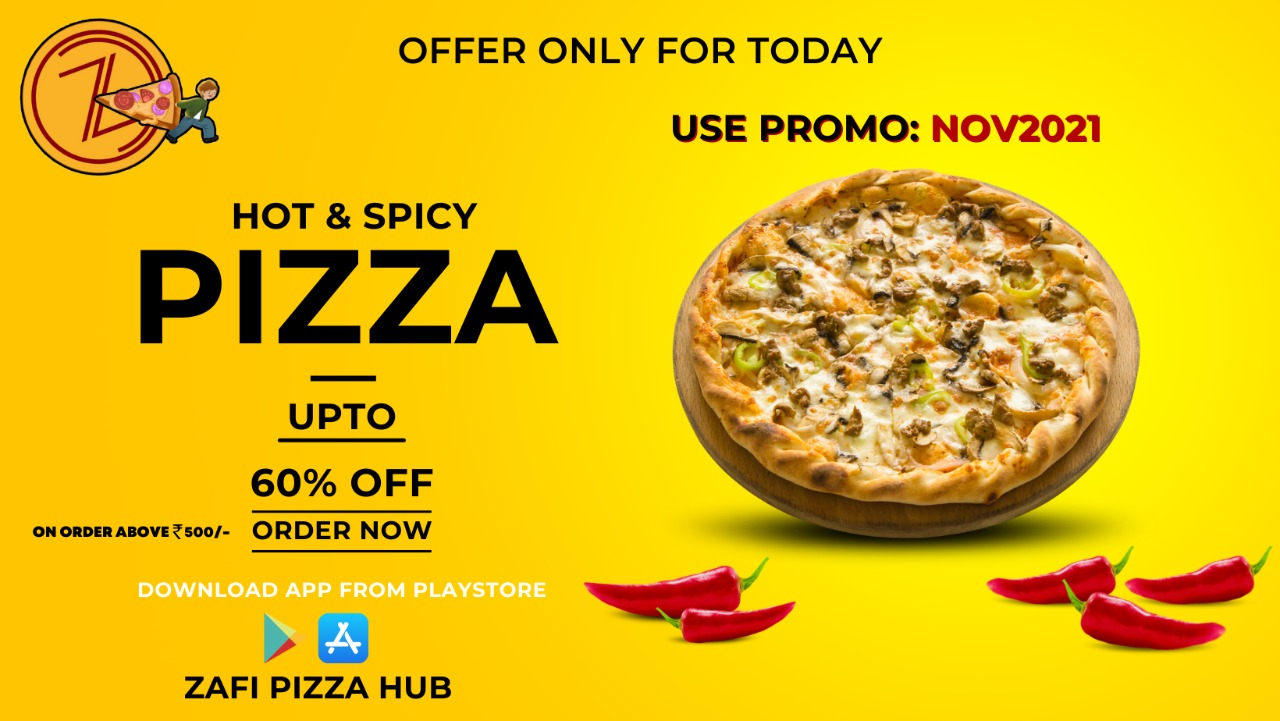 OFFER ONLY FOR TODAY
USE PROMO: NOV2021
HOT & SPICY
PIZZA
UPTO
60% OFF
ON ORDER ABOVE ₹500/-
ORDER NOW
DOWNLOAD APP FROM PLAYSTORE
ZAFI PIZZA HUB